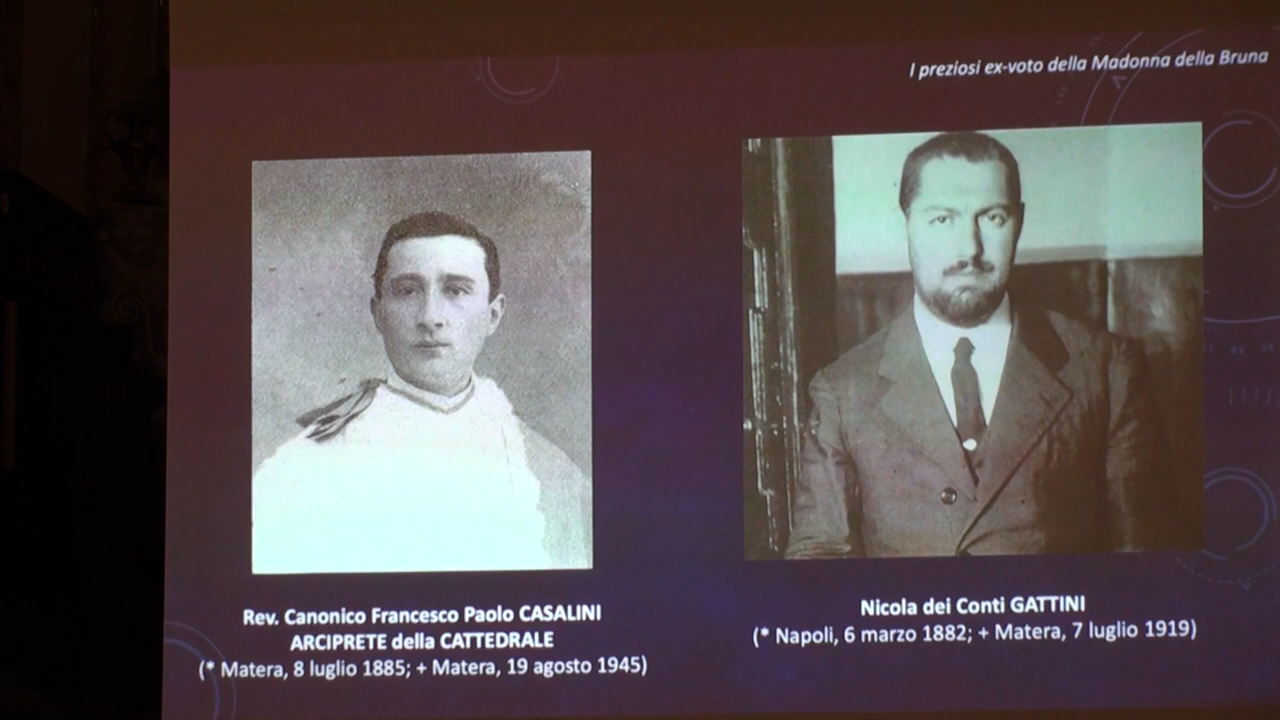 I preziosi ex-voto della Madonna della Bruna
Rev. Canonico Francesco Paolo CASALINI
ARCIPRETE della CATTEDRALE
(* Matera, 8 luglio 1885; + Matera, 19 agosto 1945)
Nicola dei Conti GATTINI
(* Napoli, 6 marzo 1882; + Matera, 7 luglio 1919)